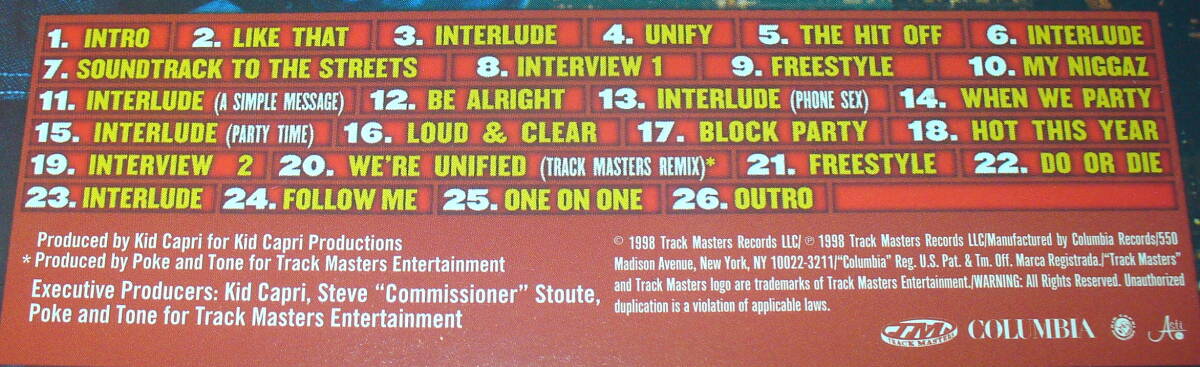 1. INTRO 2. LIKE THAT 3. INTERLUDE 4. UNIFY 5. THE HIT OFF 6. INTERLUDE
7. SOUNDTRACK TO THE STREETS 8. INTERVIEW 1 9. FREESTYLE 10. MY NIGGAZ
11. INTERLUDE (A SIMPLE MESSAGE) 12. BE ALRIGHT 13. INTERLUDE (PHONE SEX) 14. WHEN WE PARTY
15. INTERLUDE (PARTY TIME) 16. LOUD & CLEAR 17. BLOCK PARTY 18. HOT THIS YEAR
19. INTERVIEW 2 20. WE'RE UNIFIED (TRACK MASTERS REMIX)* 21. FREESTYLE 22. DO OR DIE
23. INTERLUDE 24. FOLLOW ME 25. ONE ON ONE 26. OUTRO
Produced by Kid Capri for Kid Capri Productions
* Produced by Poke and Tone for Track Masters Entertainment
Executive Producers: Kid Capri, Steve "Commissioner" Stoute,
Poke and Tone for Track Masters Entertainment
© 1998 Track Masters Records LLC/ ℗ 1998 Track Masters Records LLC/Manufactured by Columbia Records/550
Madison Avenue, New York, NY 10022-3211/"Columbia" Reg. U.S. Pat. & Tm. Off. Marca Registrada./"Track Masters"
and Track Masters logo are trademarks of Track Masters Entertainment./WARNING: All Rights Reserved. Unauthorized
duplication is a violation of applicable laws.
TM TRACK MASTERS COLUMBIA